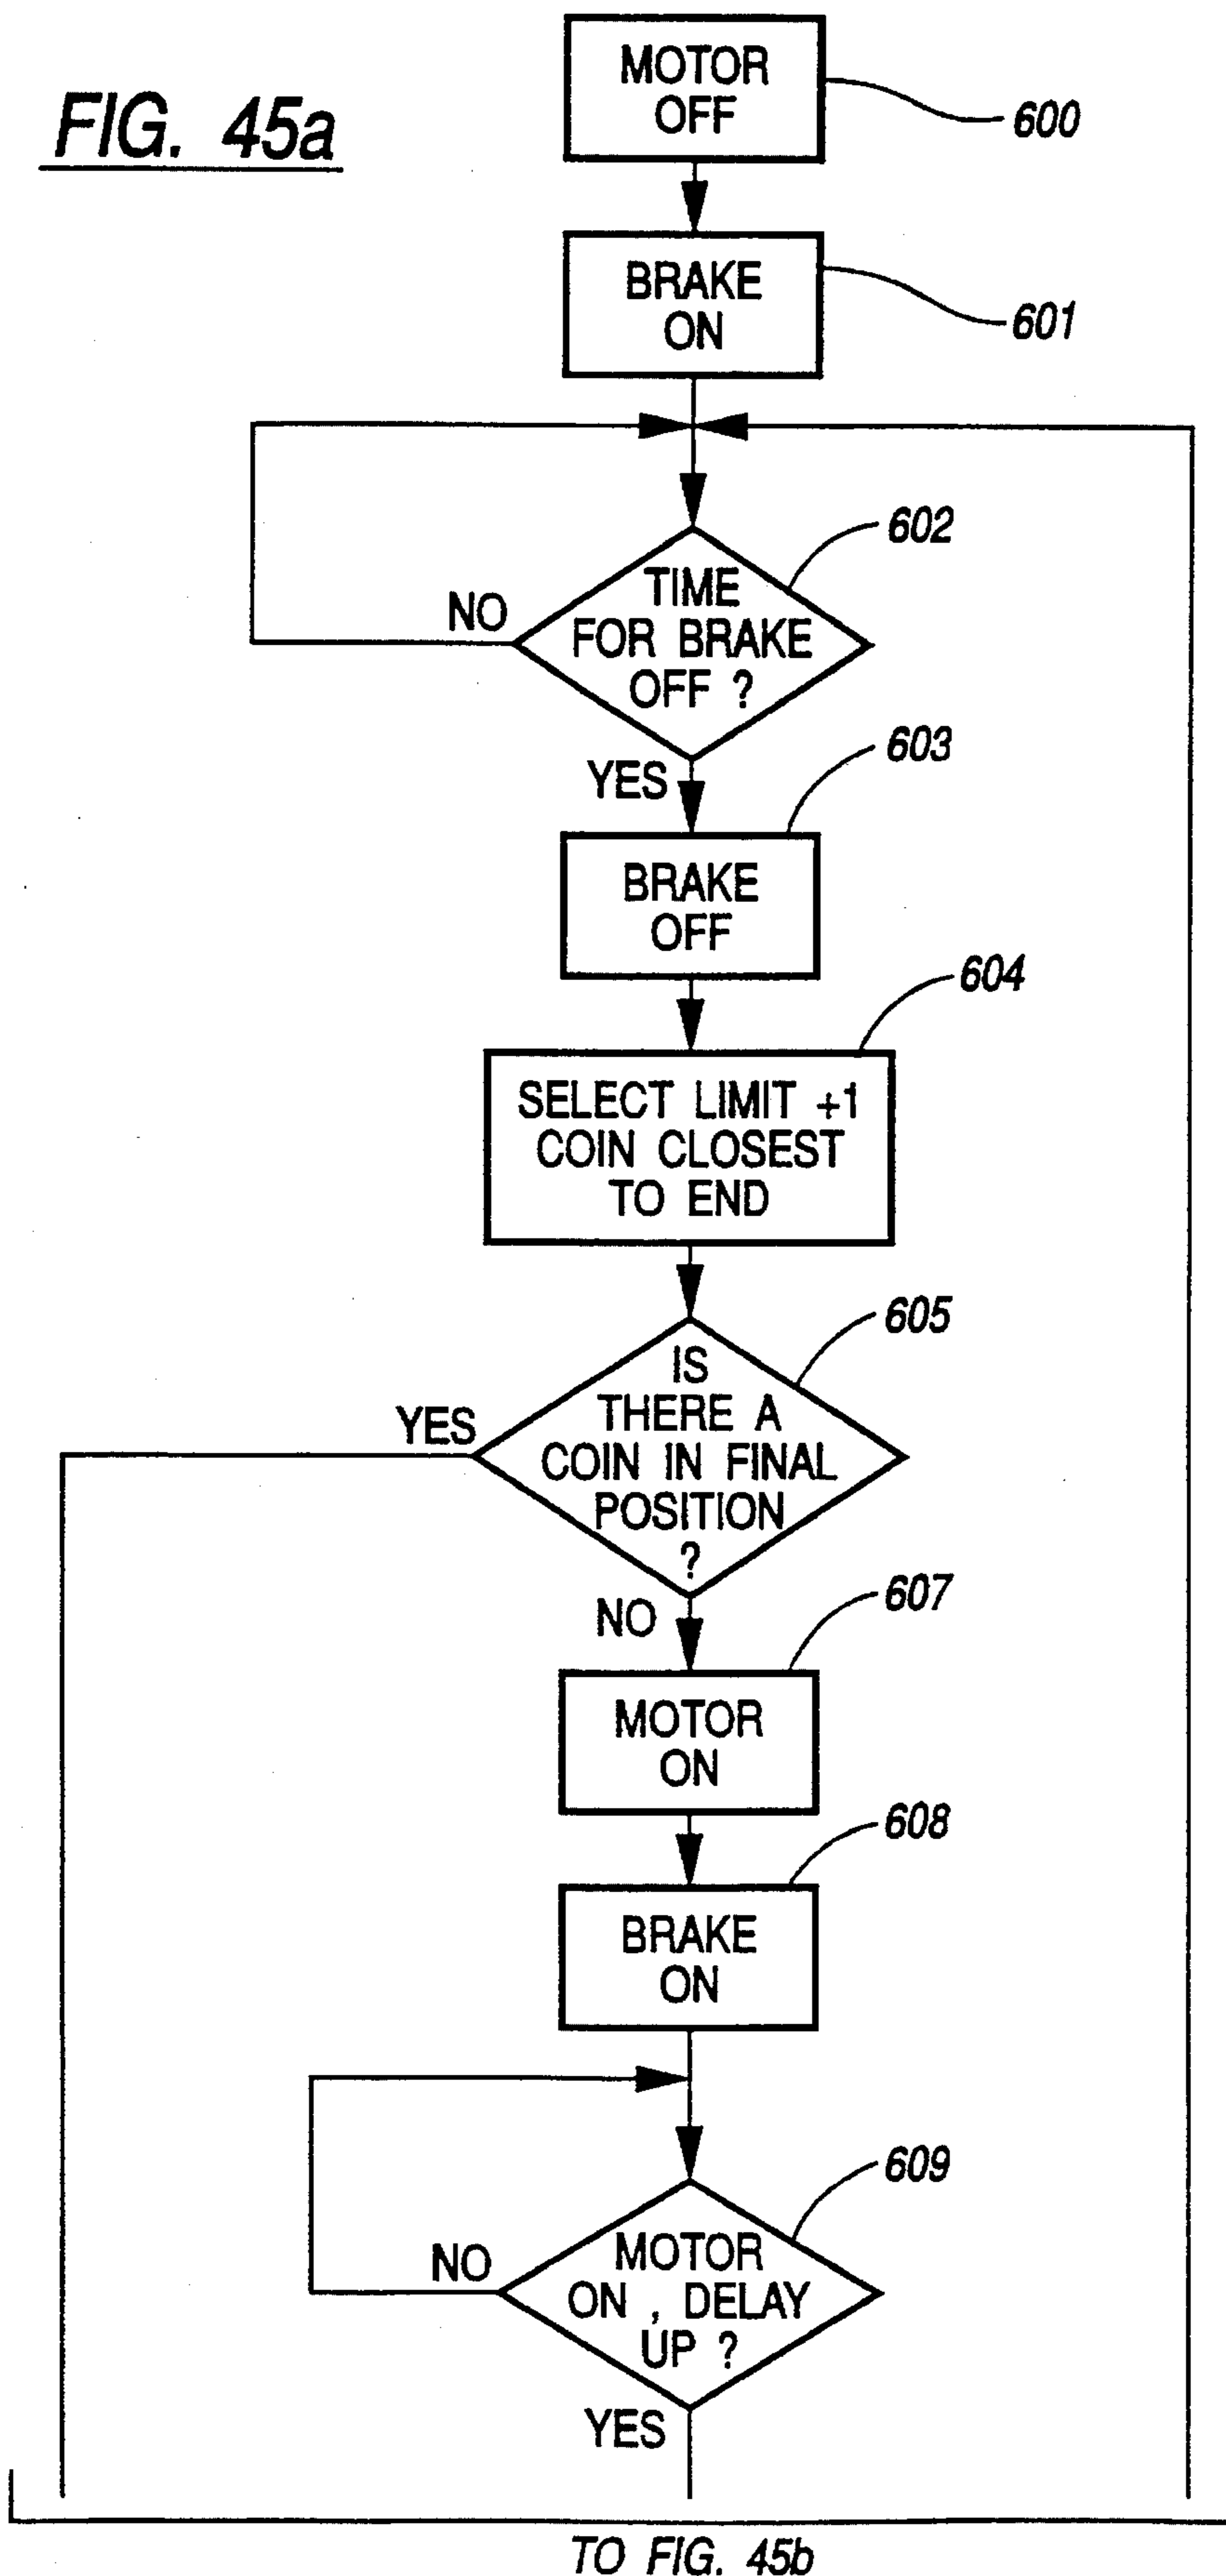 FIG. 45a
MOTOR
OFF
600
BRAKE
ON
601
602
TIME
FOR BRAKE
OFF ?
NO
YES
603
BRAKE
OFF
604
SELECT LIMIT +1
COIN CLOSEST
TO END
605
IS
THERE A
COIN IN FINAL
POSITION
?
YES
NO
607
MOTOR
ON
608
BRAKE
ON
609
MOTOR
ON , DELAY
UP ?
NO
YES
TO FIG. 45b